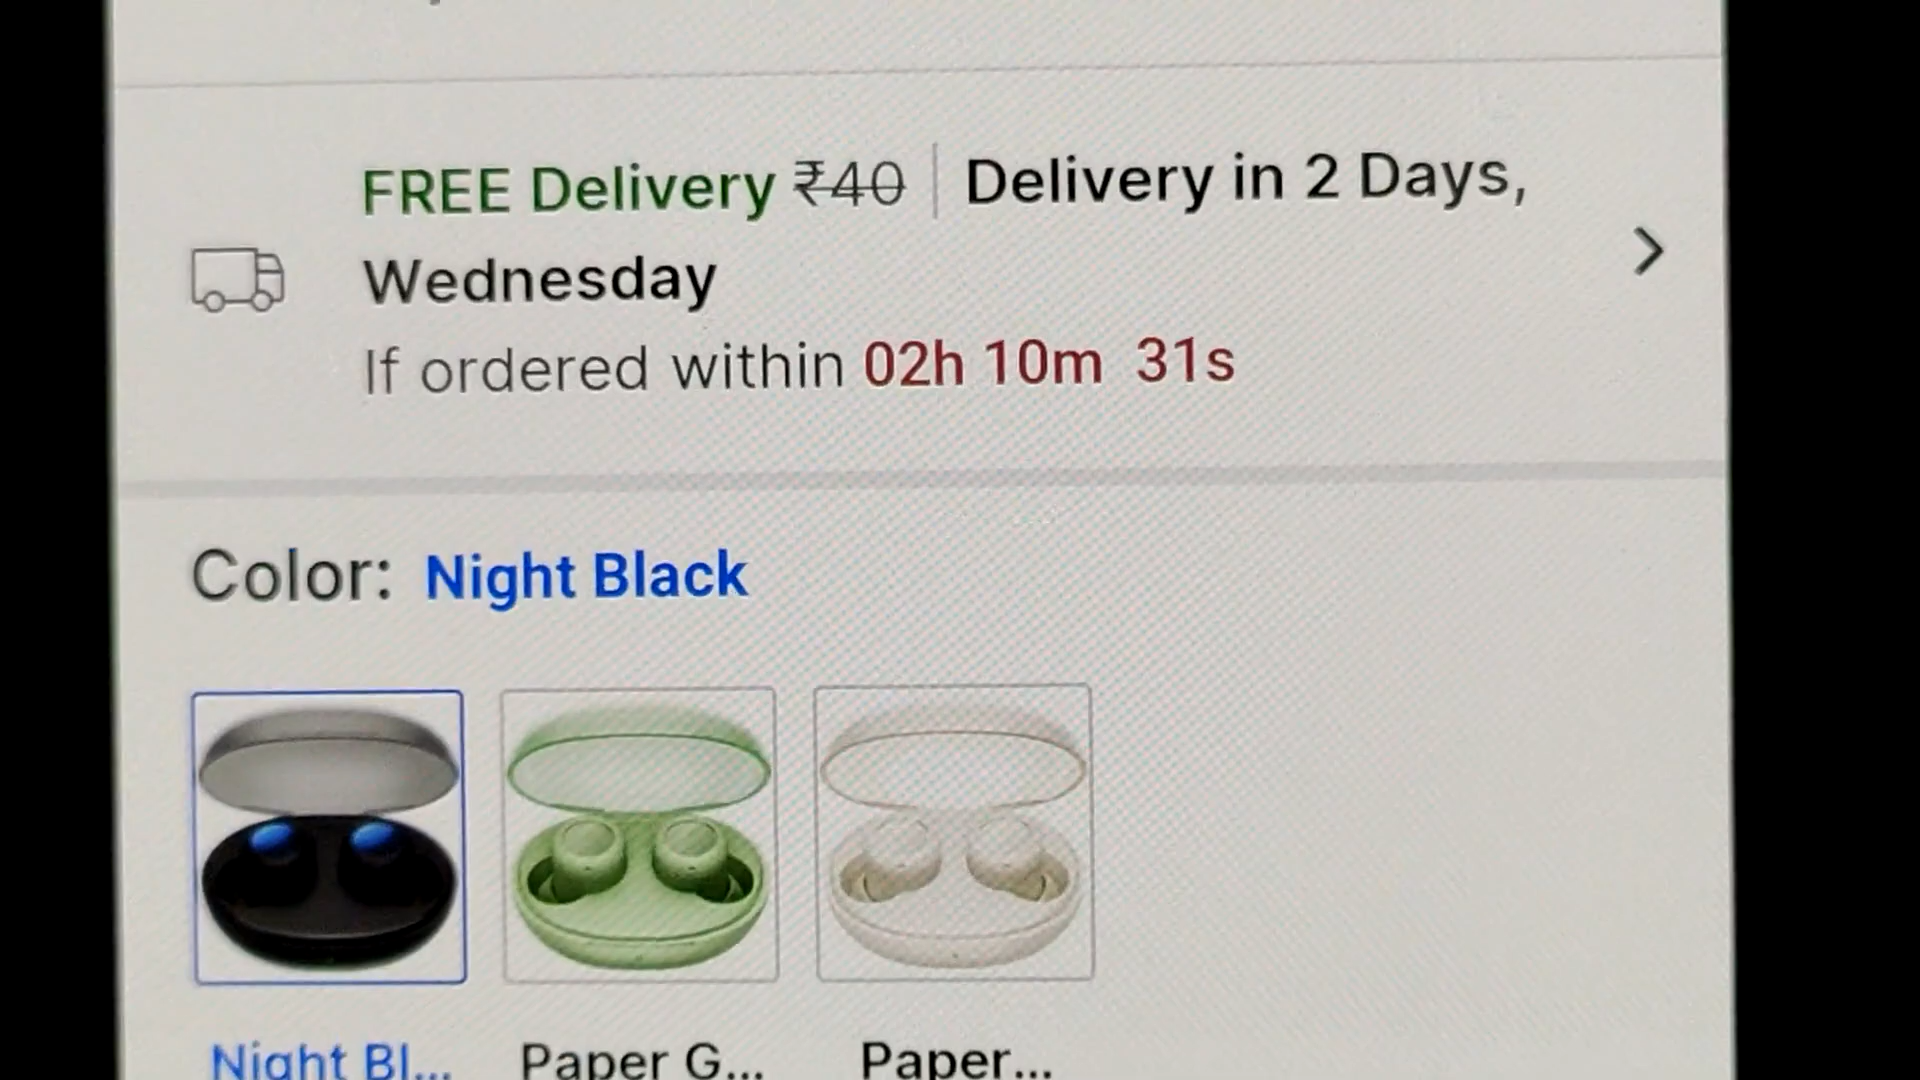 FREE Delivery ₹40 Delivery in 2 Days,
Wednesday
If ordered within 02h 10m 31s
Color: Night Black
Night Bl... Paper G... Paper...